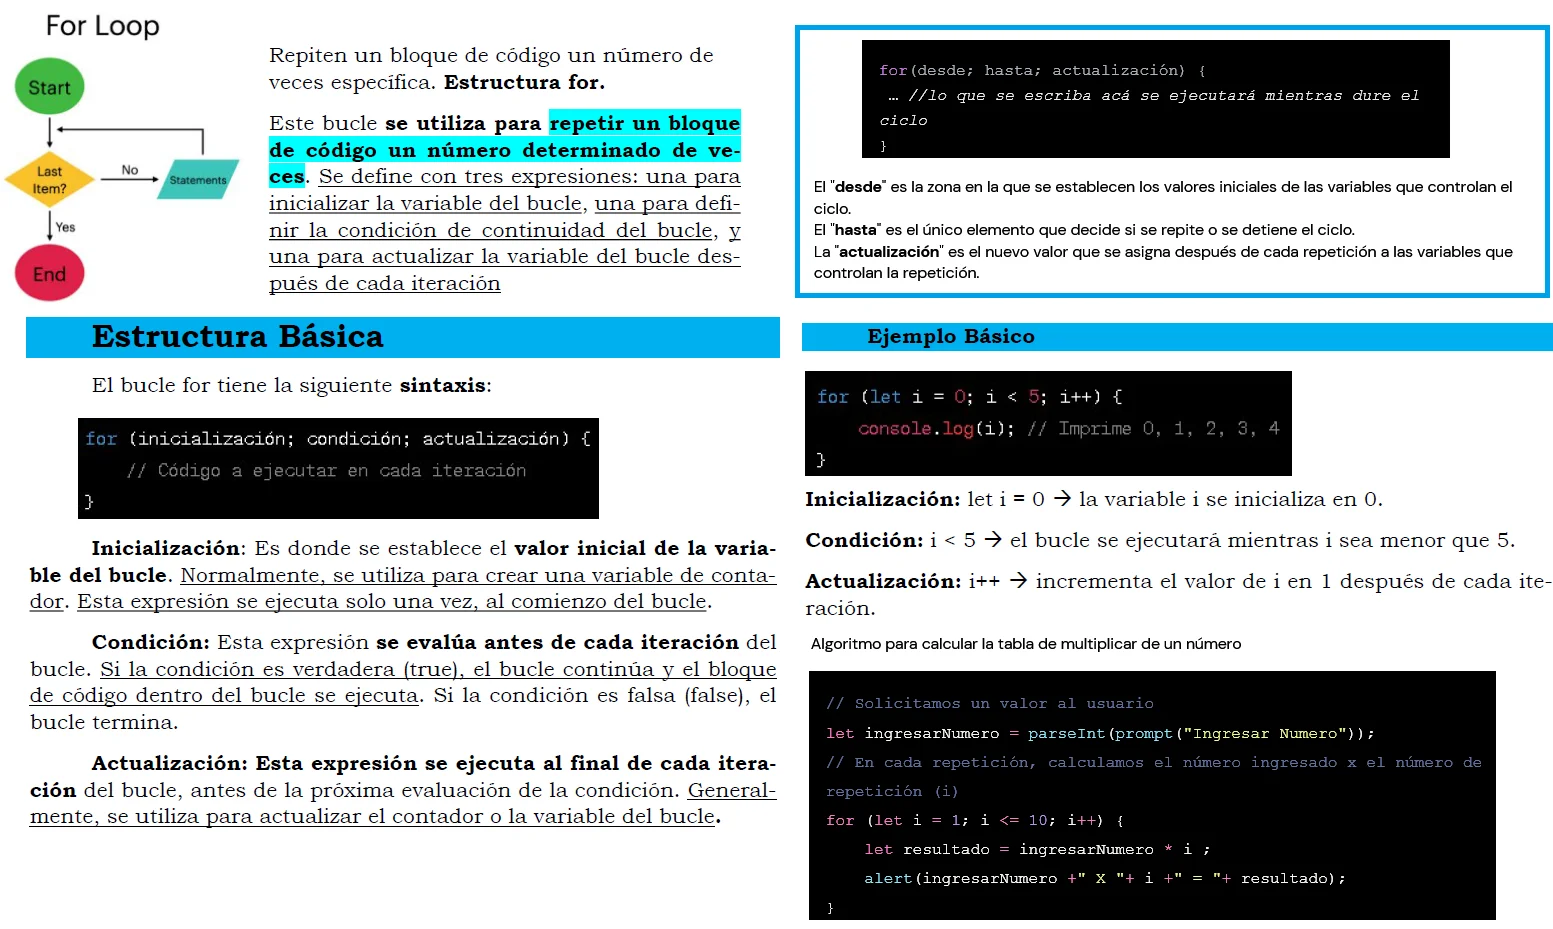 For Loop
Start
Last
Item?
No
Statements
Yes
End
Repiten un bloque de código un número de
veces específica. Estructura for.
Este bucle se utiliza para repetir un bloque
de código un número determinado de ve-
ces. Se define con tres expresiones: una para
inicializar la variable del bucle, una para defi-
nir la condición de continuidad del bucle, y
una para actualizar la variable del bucle des-
pués de cada iteración
for(desde; hasta; actualización) {
… //lo que se escriba acá se ejecutará mientras dure el
ciclo
}
El "desde" es la zona en la que se establecen los valores iniciales de las variables que controlan el
ciclo.
El "hasta" es el único elemento que decide si se repite o se detiene el ciclo.
La "actualización" es el nuevo valor que se asigna después de cada repetición a las variables que
controlan la repetición.
Estructura Básica
El bucle for tiene la siguiente sintaxis:
for (inicialización; condición; actualización) {
// Código a ejecutar en cada iteración
}
Inicialización: Es donde se establece el valor inicial de la varia-
ble del bucle. Normalmente, se utiliza para crear una variable de conta-
dor. Esta expresión se ejecuta solo una vez, al comienzo del bucle.
Condición: Esta expresión se evalúa antes de cada iteración del
bucle. Si la condición es verdadera (true), el bucle continúa y el bloque
de código dentro del bucle se ejecuta. Si la condición es falsa (false), el
bucle termina.
Actualización: Esta expresión se ejecuta al final de cada itera-
ción del bucle, antes de la próxima evaluación de la condición. General-
mente, se utiliza para actualizar el contador o la variable del bucle.
Ejemplo Básico
for (let i = 0; i < 5; i++) {
console.log(i); // Imprime 0, 1, 2, 3, 4
}
Inicialización: let i = 0 → la variable i se inicializa en 0.
Condición: i < 5 → el bucle se ejecutará mientras i sea menor que 5.
Actualización: i++ → incrementa el valor de i en 1 después de cada ite-
ración.
Algoritmo para calcular la tabla de multiplicar de un número
// Solicitamos un valor al usuario
let ingresarNumero = parseInt(prompt("Ingresar Numero"));
// En cada repetición, calculamos el número ingresado x el número de
repetición (i)
for (let i = 1; i <= 10; i++) {
let resultado = ingresarNumero * i ;
alert(ingresarNumero +" X "+ i +" = "+ resultado);
}